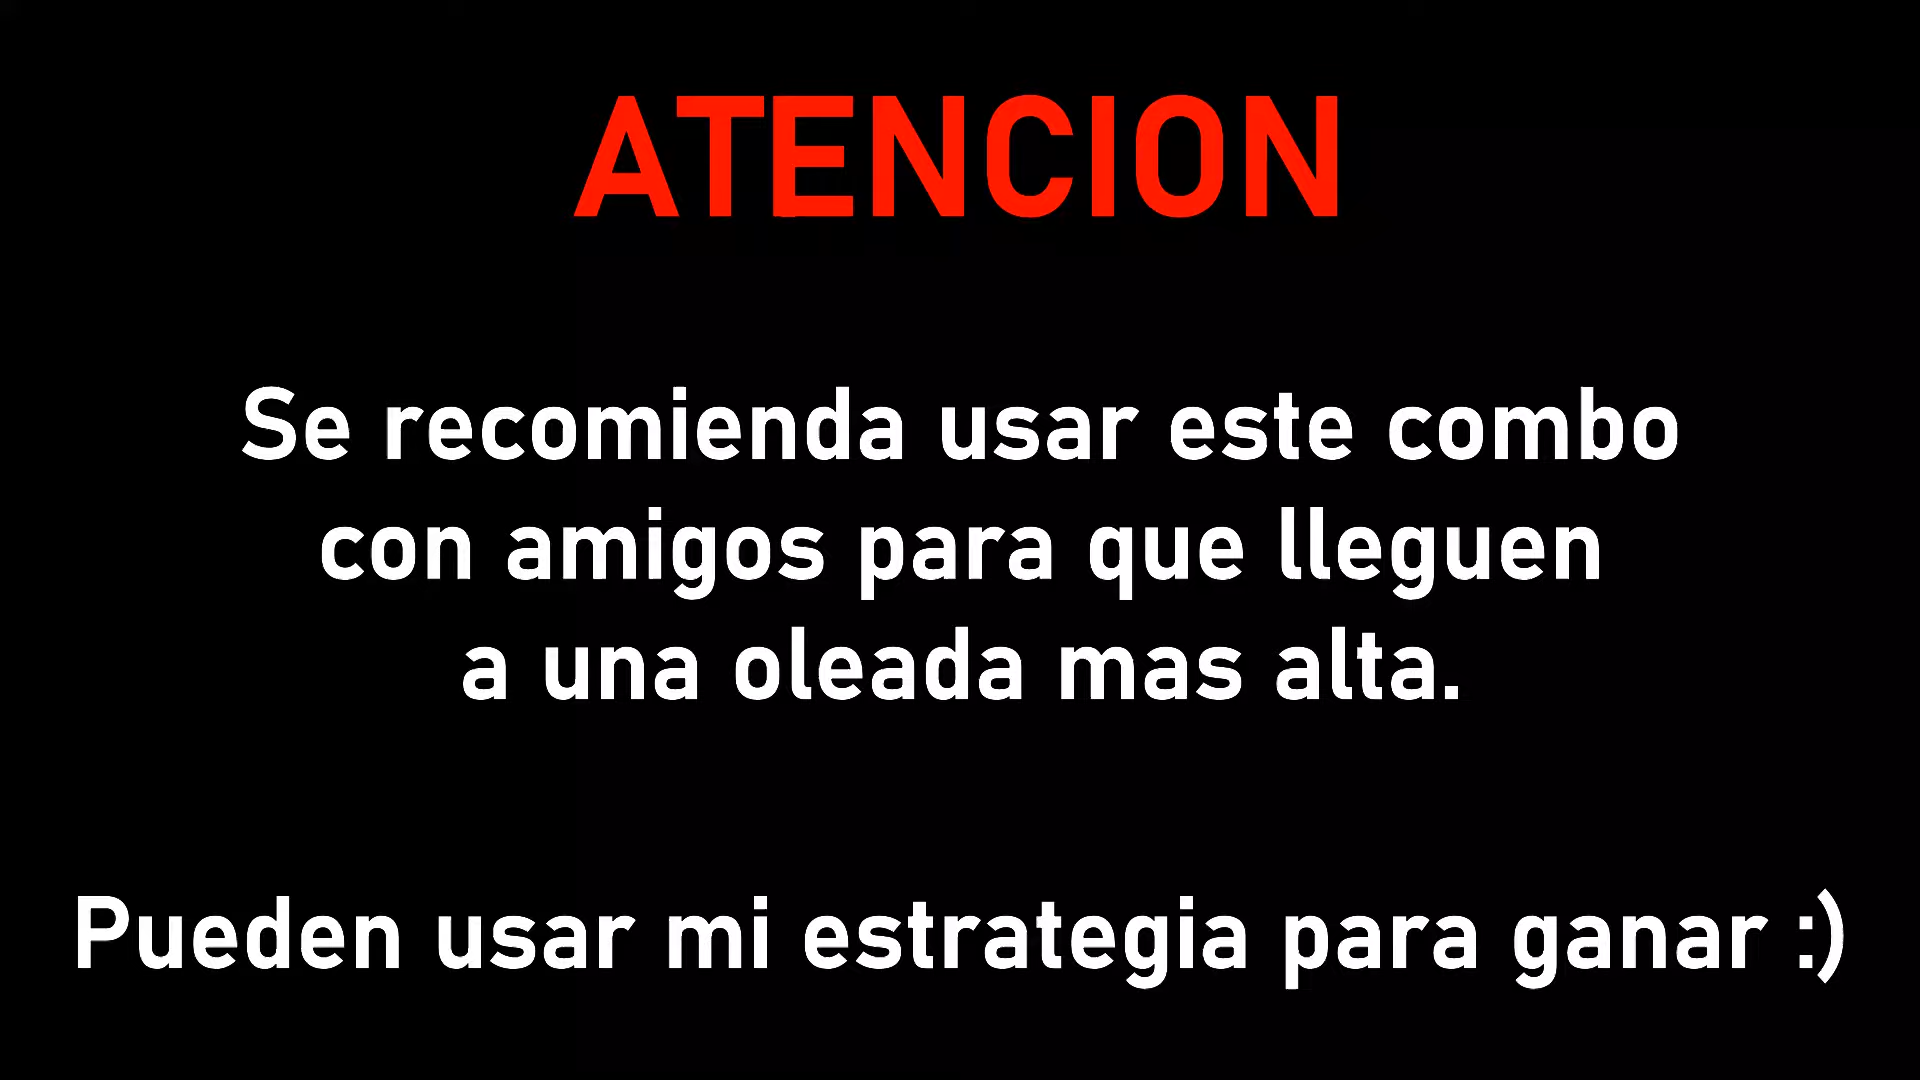 ATENCION
Se recomienda usar este combo
con amigos para que lleguen
a una oleada mas alta.
Pueden usar mi estrategia para ganar :)